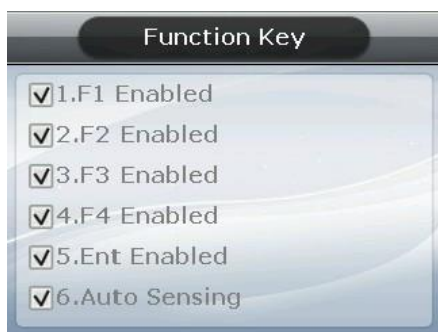 Function Key
1.F1 Enabled
2.F2 Enabled
3.F3 Enabled
4.F4 Enabled
5.Ent Enabled
6.Auto Sensing